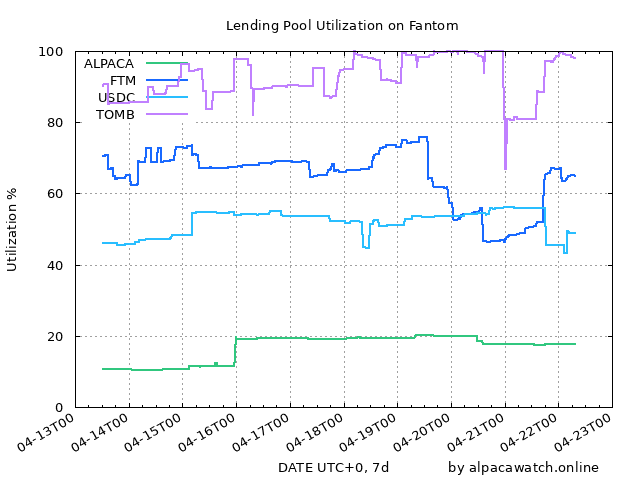 Lending Pool Utilization on Fantom
Utilization %
100
80
60
40
20
0
ALPACA
FTM
USDC
TOMB
04-13T00
04-14T00
04-15T00
04-16T00
04-17T00
04-18T00
04-19T00
04-20T00
04-21T00
04-22T00
04-23T00
DATE UTC+0, 7d
by alpacawatch.online